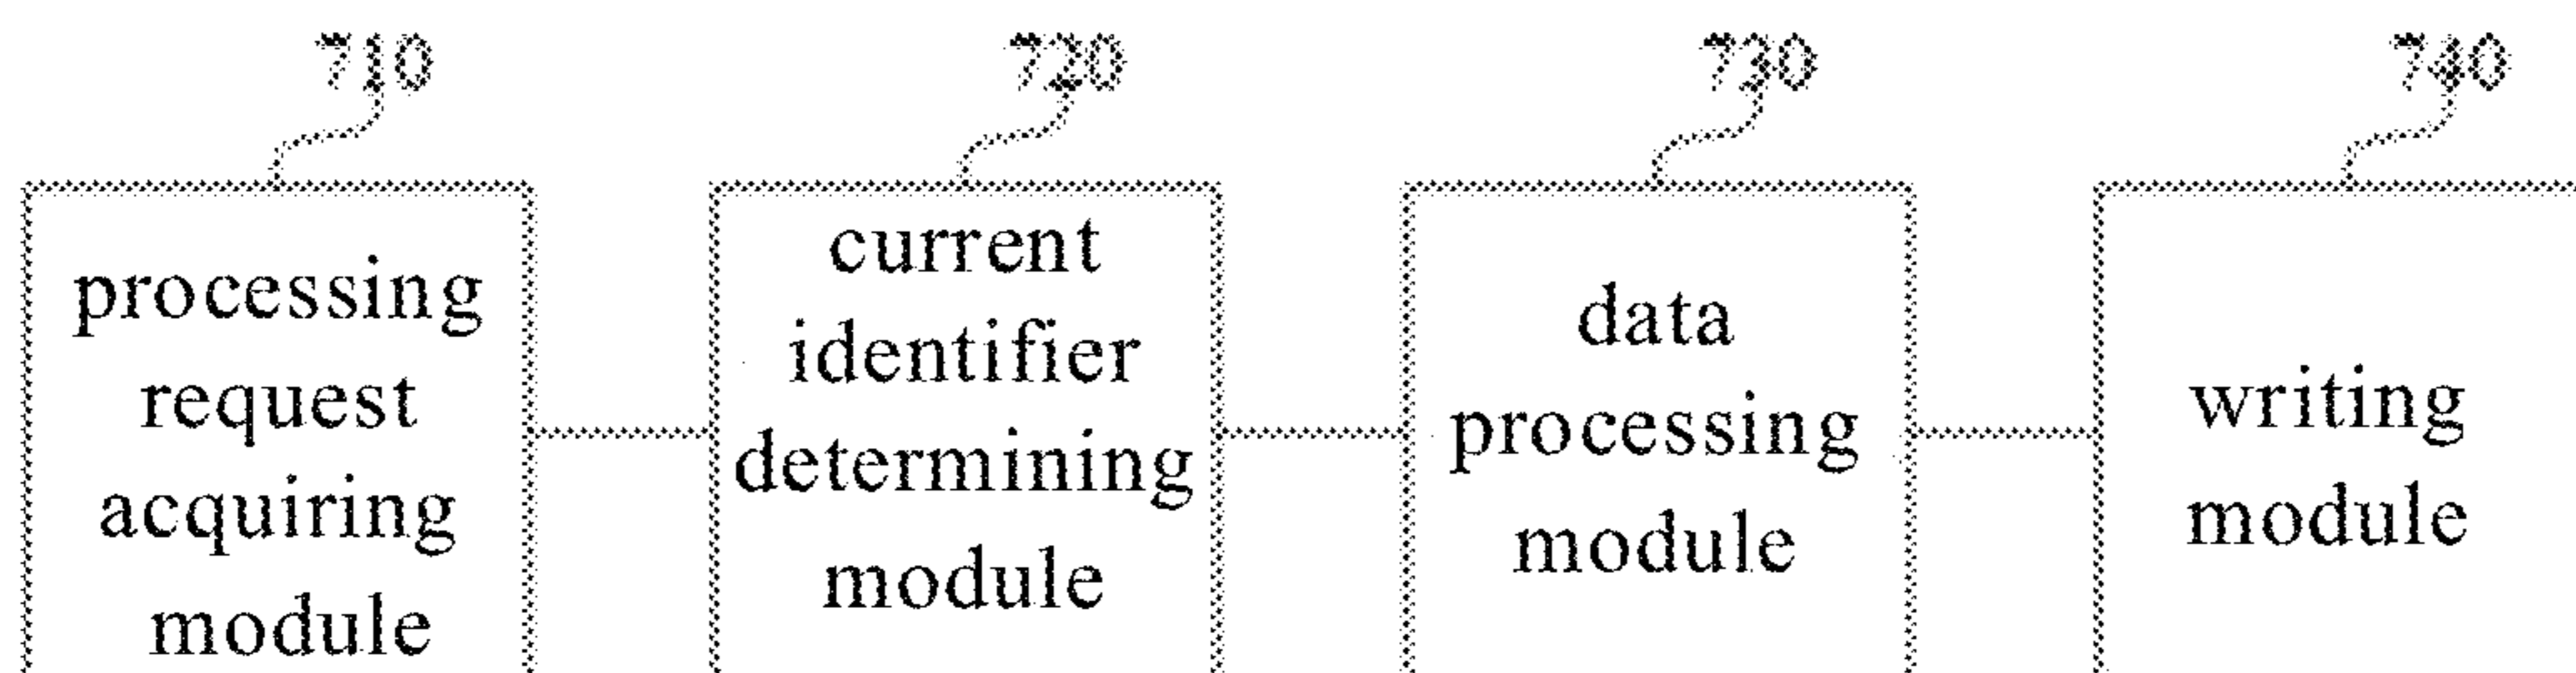 710
720
730
740
processing
request
acquiring
module
current
identifier
determining
module
data
processing
module
writing
module